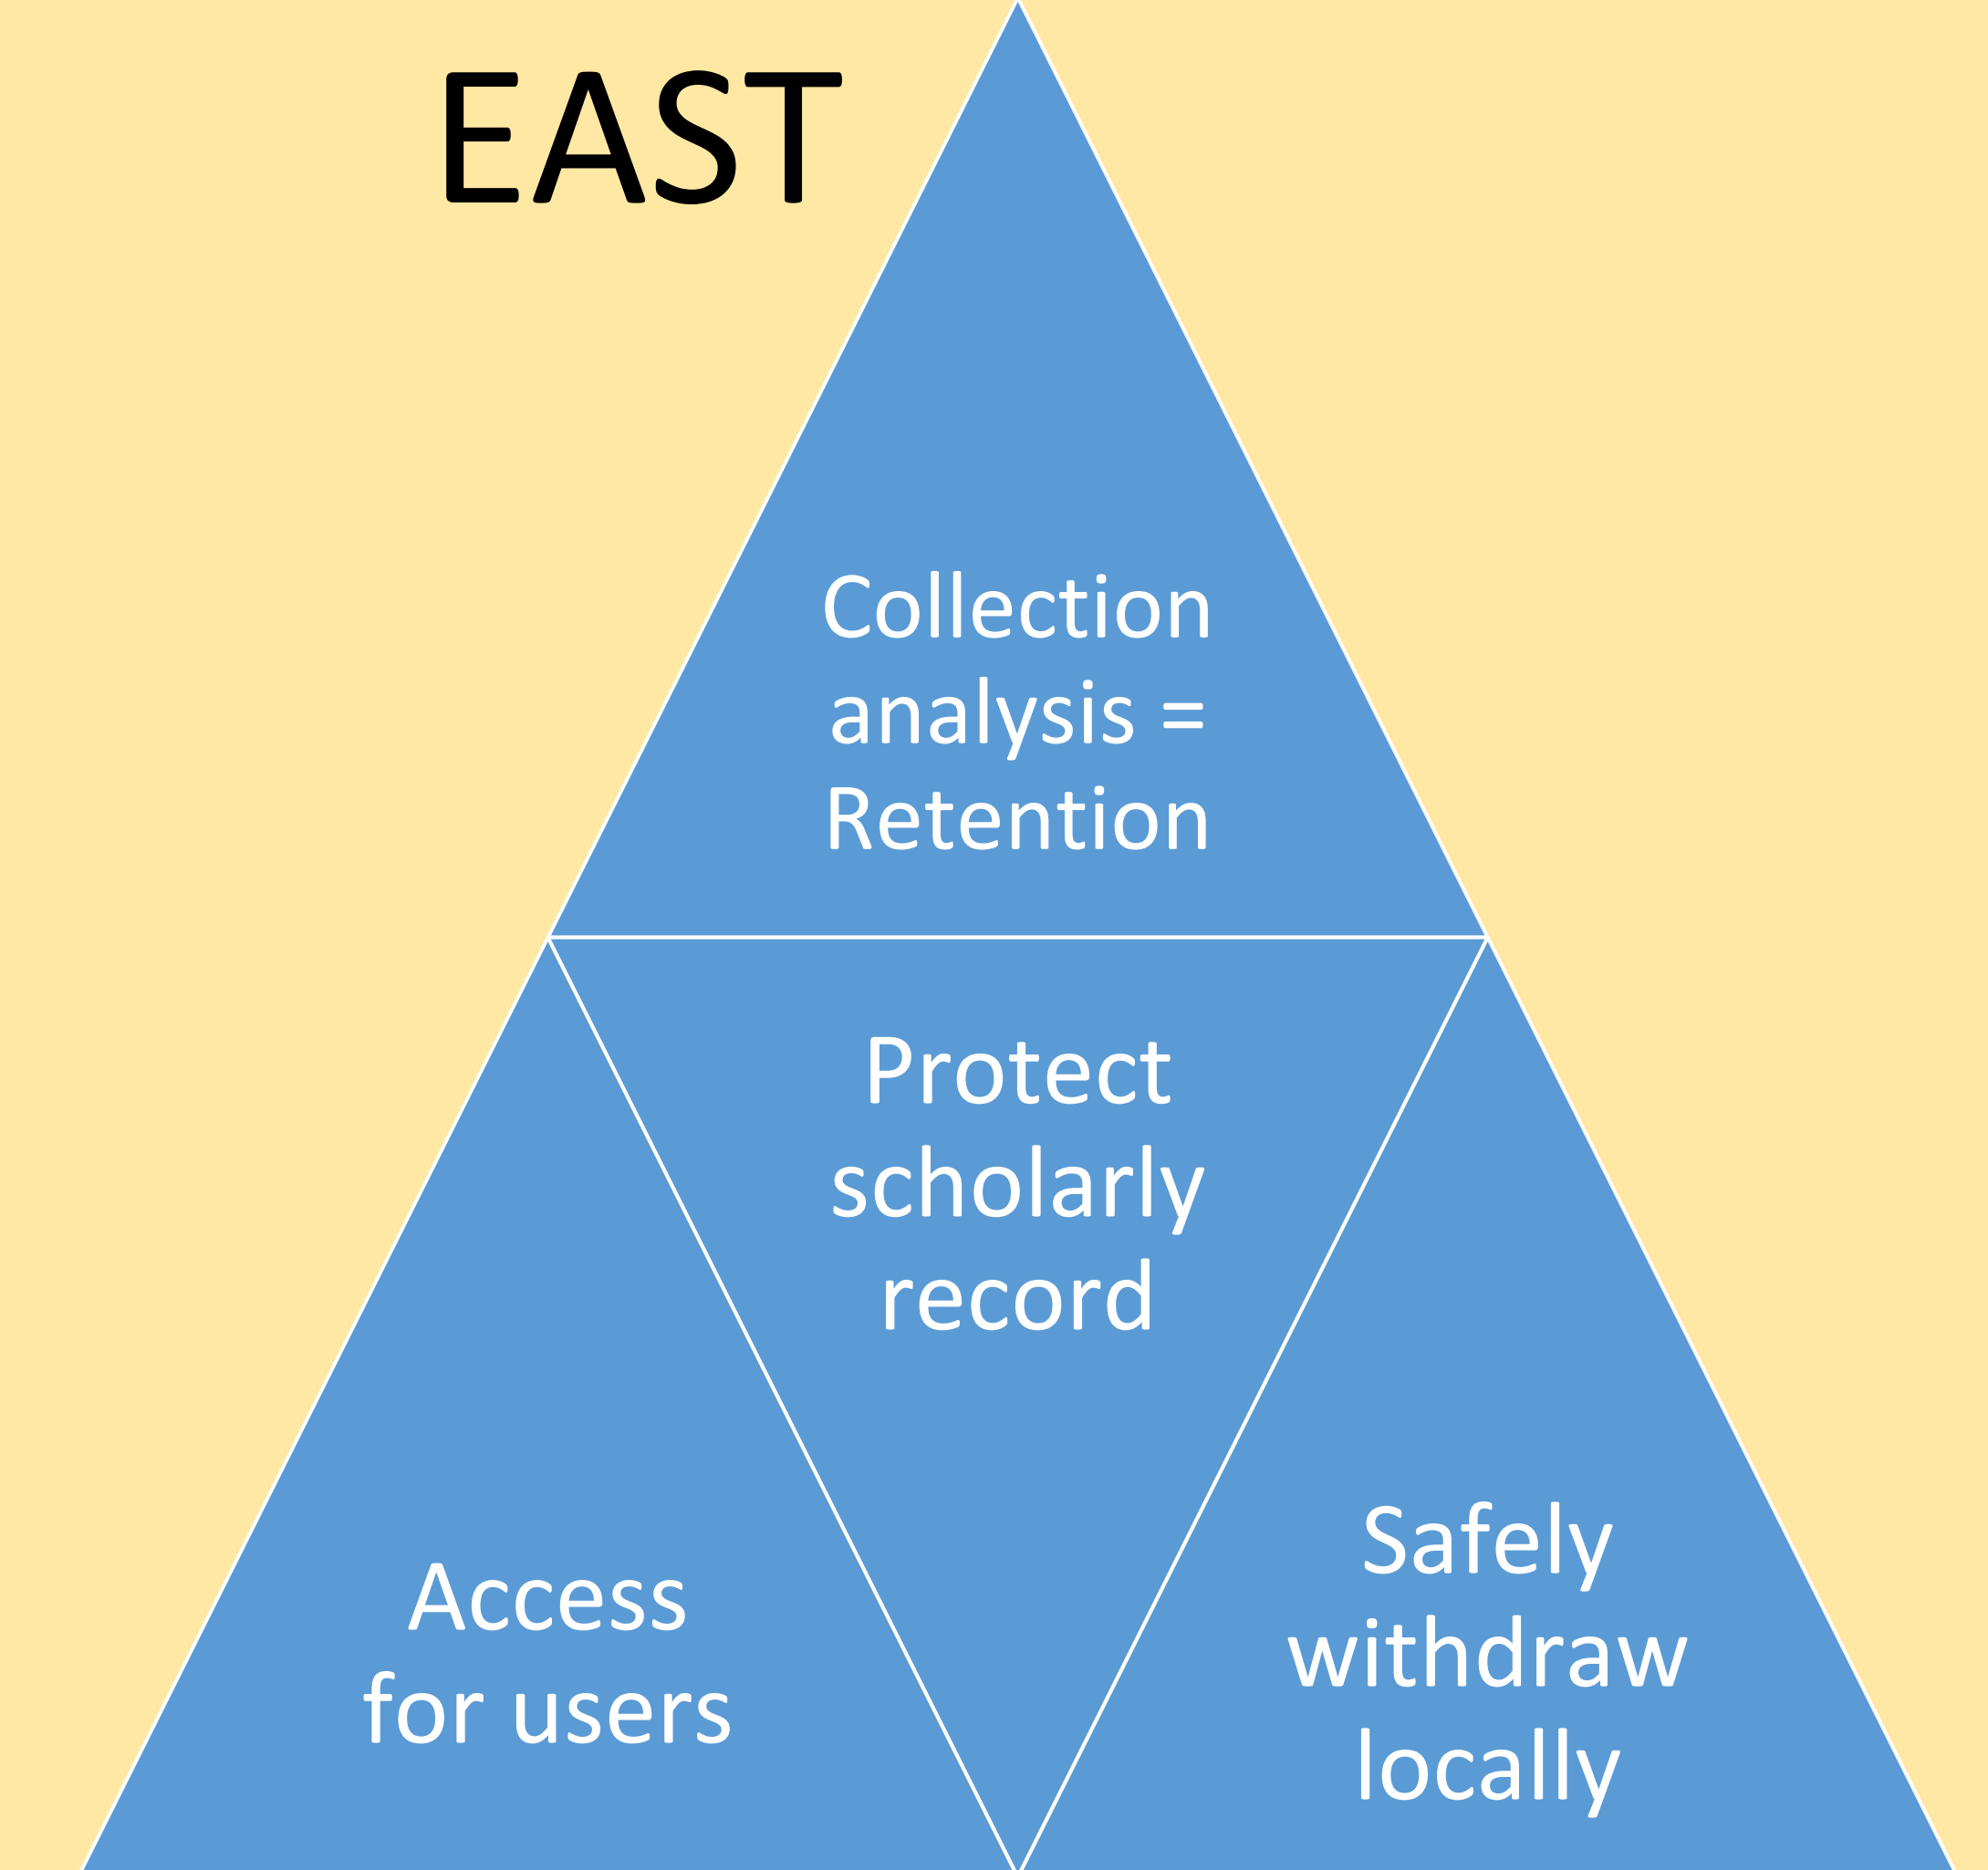 EAST
Collection
analysis =
Retention
Protect
scholarly
record
Access
for users
Safely
withdraw
locally